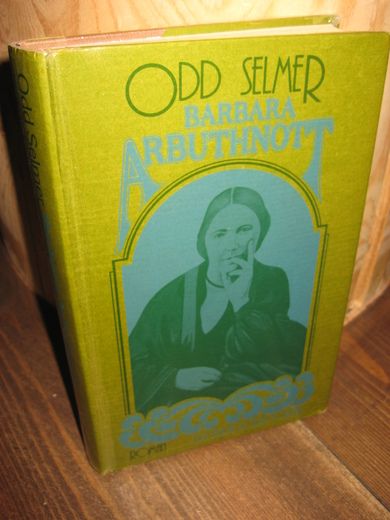 ODD SELMER
BARBARA
ARBUTHNOTT
ROMAN
Odd Selmer